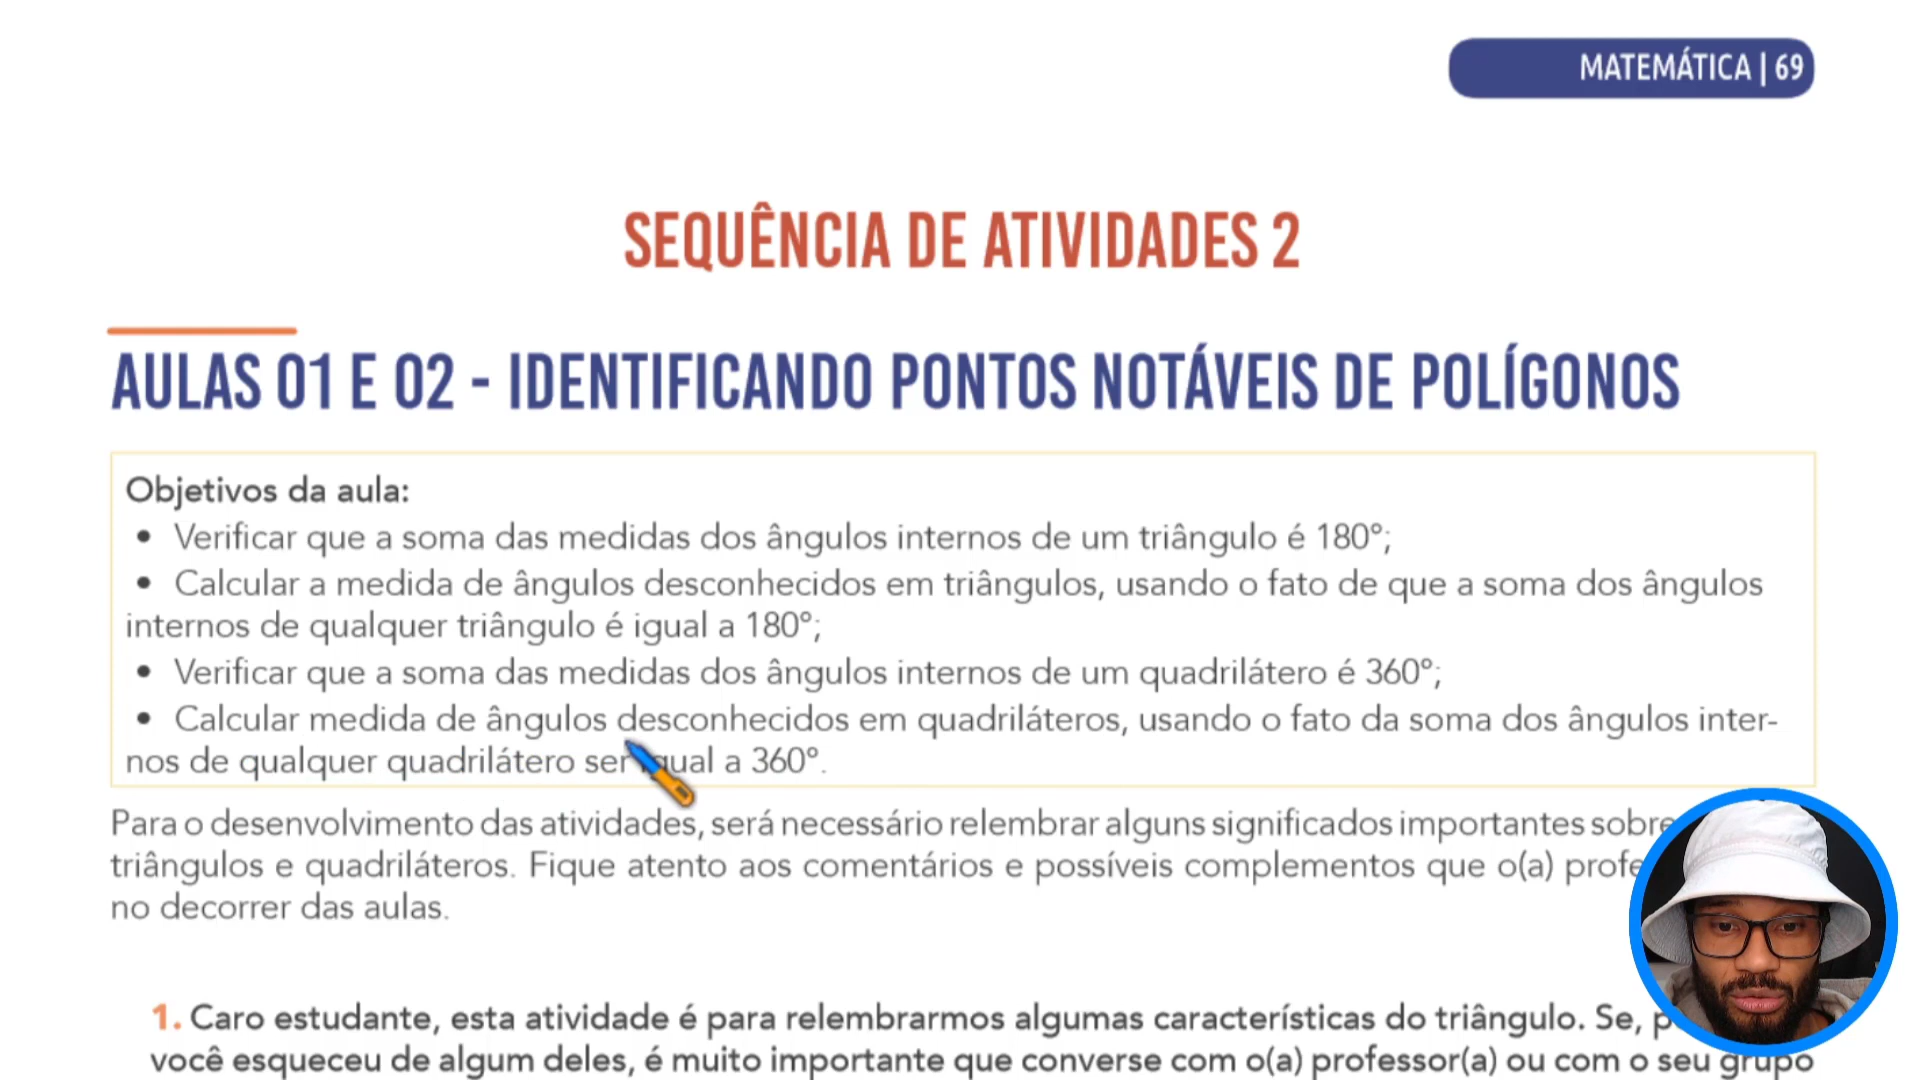 MATEMÁTICA | 69
SEQUÊNCIA DE ATIVIDADES 2
AULAS 01 E 02 - IDENTIFICANDO PONTOS NOTÁVEIS DE POLÍGONOS
Objetivos da aula:
• Verificar que a soma das medidas dos ângulos internos de um triângulo é 180º;
• Calcular a medida de ângulos desconhecidos em triângulos, usando o fato de que a soma dos ângulos
internos de qualquer triângulo é igual a 180º;
• Verificar que a soma das medidas dos ângulos internos de um quadrilátero é 360º;
• Calcular medida de ângulos desconhecidos em quadriláteros, usando o fato da soma dos ângulos inter-
nos de qualquer quadrilátero ser igual a 360º.
Para o desenvolvimento das atividades, será necessário relembrar alguns significados importantes sobre
triângulos e quadriláteros. Fique atento aos comentários e possíveis complementos que o(a)
no decorrer das aulas.
1. Caro estudante, esta atividade é para relembrarmos algumas características do triângulo. Se,
você esqueceu de algum deles, é muito importante que converse com o(a) professor(a) ou com o seu grupo